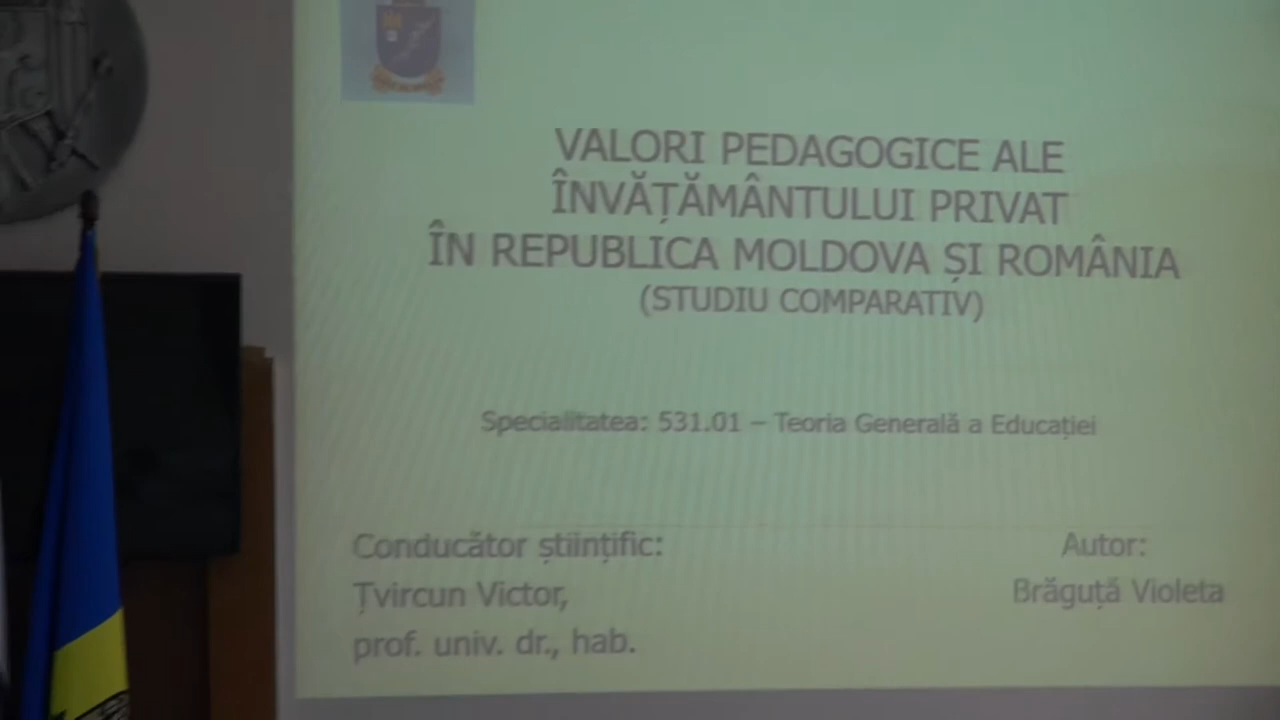 VALORI PEDAGOGICE ALE
ÎNVĂȚĂMÂNTULUI PRIVAT
ÎN REPUBLICA MOLDOVA ȘI ROMÂNIA
(STUDIU COMPARATIV)
Specialitatea: 531.01 – Teoria Generală a Educației
Conducător științific:
Țvircun Victor,
prof. univ. dr., hab.
Autor:
Brăguță Violeta